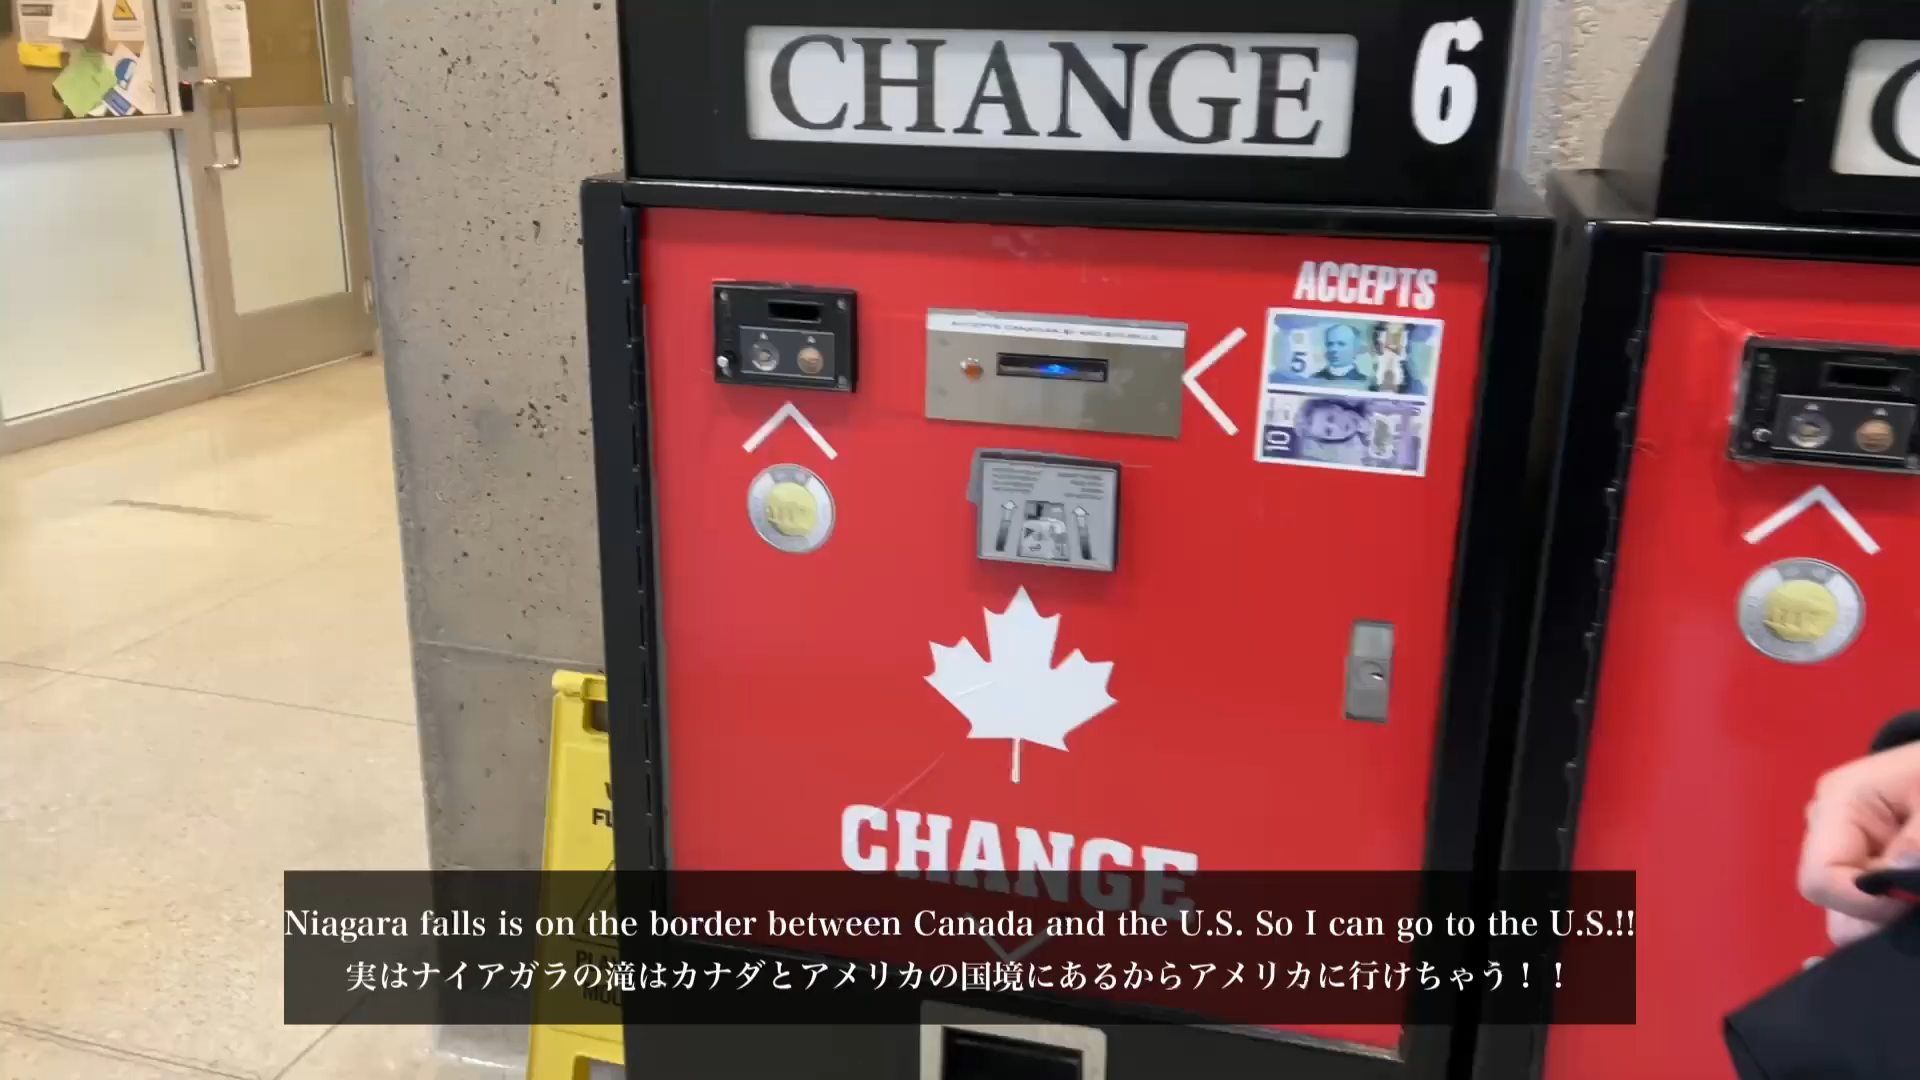 CHANGE 6
ACCEPTS
5
10
CHANGE
Niagara falls is on the border between Canada and the U.S. So I can go to the U.S.!!
実はナイアガラの滝はカナダとアメリカの国境にあるからアメリカに行けちゃう！！